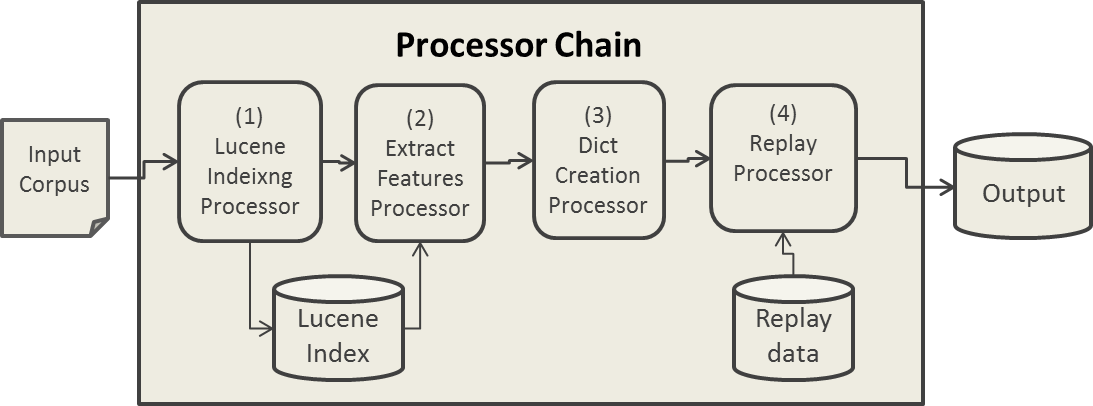 Processor Chain
Input
Corpus
(1)
Lucene
Indeixng
Processor
(2)
Extract
Features
Processor
(3)
Dict
Creation
Processor
(4)
Replay
Processor
Output
Lucene
Index
Replay
data